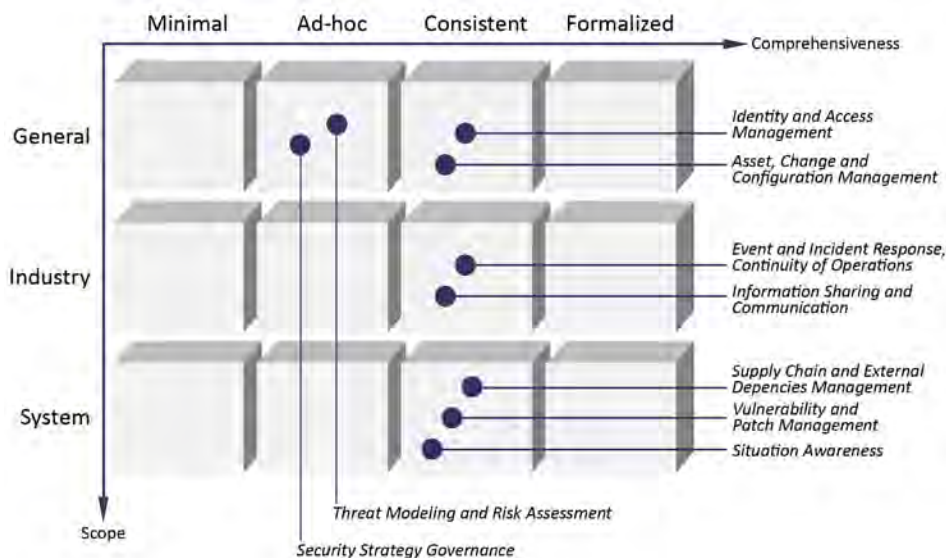 Minimal Ad-hoc Consistent Formalized
Comprehensiveness
General
Identity and Access
Management
Asset, Change and
Configuration Management
Industry
Event and Incident Response,
Continuity of Operations
Information Sharing and
Communication
System
Supply Chain and External
Depencies Management
Vulnerability and
Patch Management
Situation Awareness
Threat Modeling and Risk Assessment
Scope
Security Strategy Governance